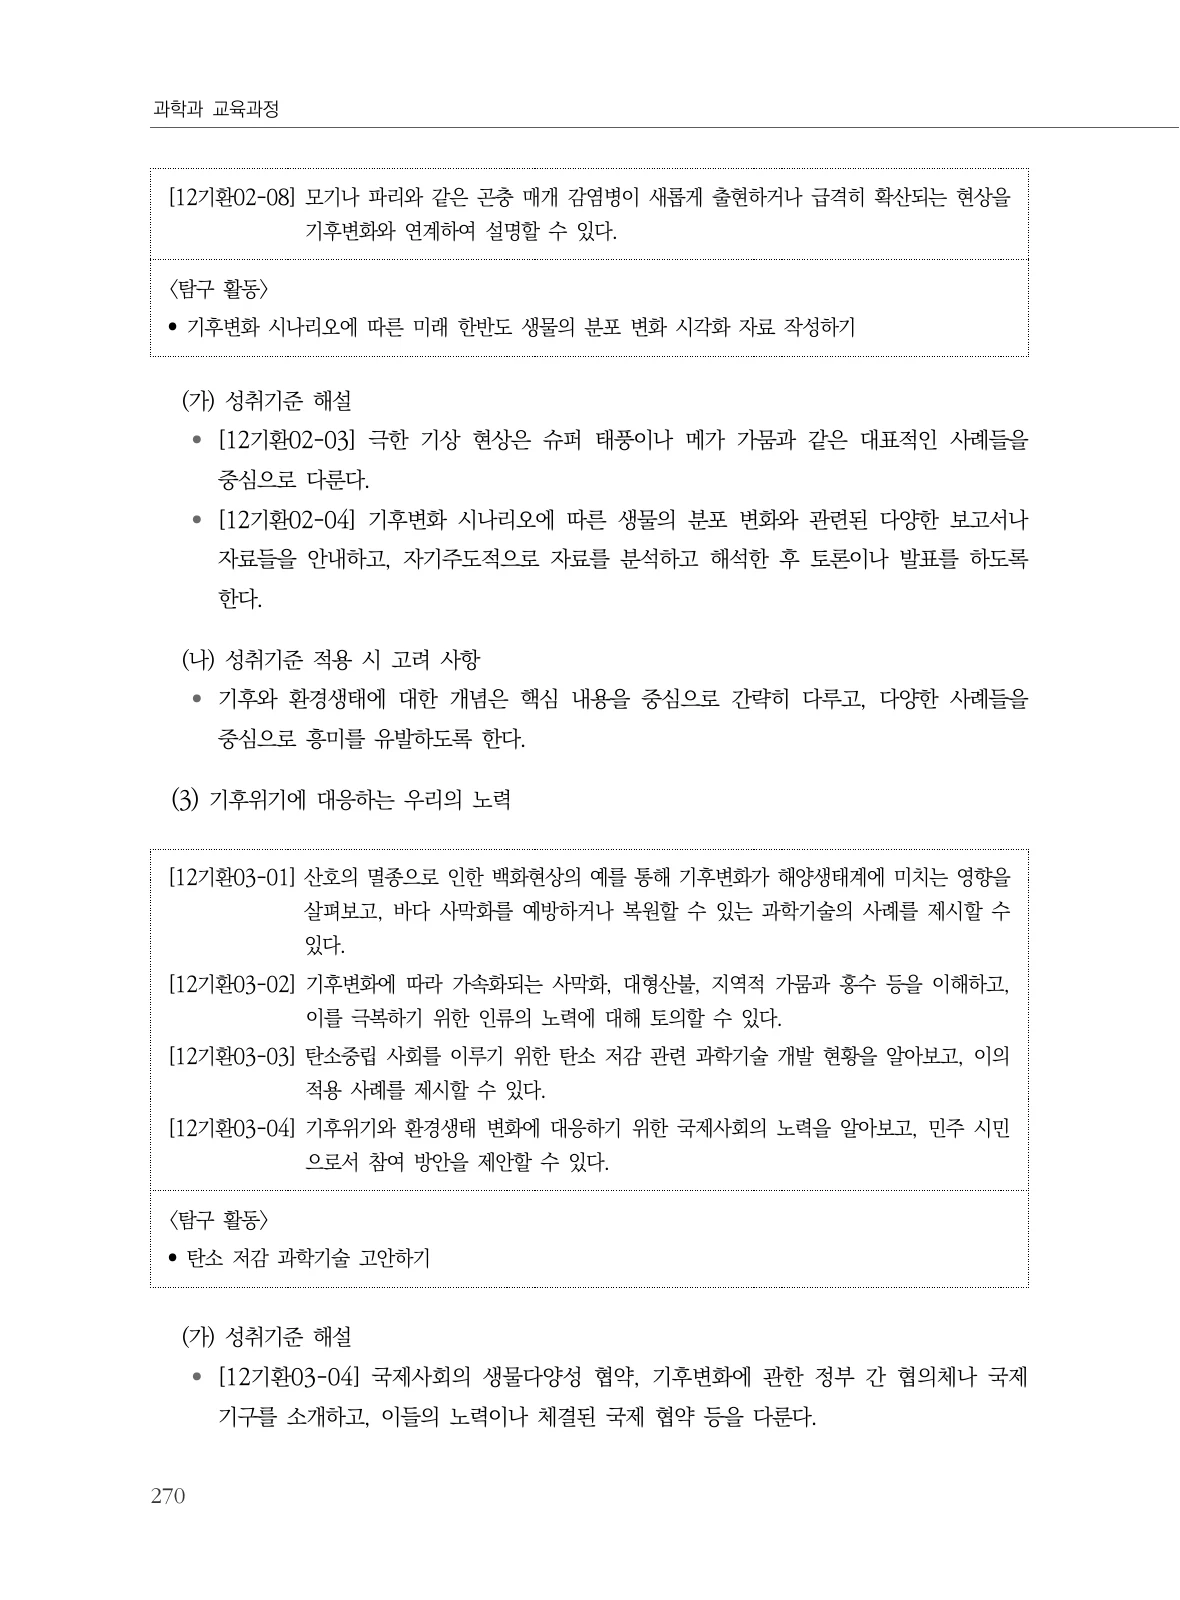 과학과 교육과정
[12기환02-08] 모기나 파리와 같은 곤충 매개 감염병이 새롭게 출현하거나 급격히 확산되는 현상을
기후변화와 연계하여 설명할 수 있다.
〈탐구 활동〉
• 기후변화 시나리오에 따른 미래 한반도 생물의 분포 변화 시각화 자료 작성하기
(가) 성취기준 해설
• [12기환02-03] 극한 기상 현상은 슈퍼 태풍이나 메가 가뭄과 같은 대표적인 사례들을
중심으로 다룬다.
• [12기환02-04] 기후변화 시나리오에 따른 생물의 분포 변화와 관련된 다양한 보고서나
자료들을 안내하고, 자기주도적으로 자료를 분석하고 해석한 후 토론이나 발표를 하도록
한다.
(나) 성취기준 적용 시 고려 사항
• 기후와 환경생태에 대한 개념은 핵심 내용을 중심으로 간략히 다루고, 다양한 사례들을
중심으로 흥미를 유발하도록 한다.
(3) 기후위기에 대응하는 우리의 노력
[12기환03-01] 산호의 멸종으로 인한 백화현상의 예를 통해 기후변화가 해양생태계에 미치는 영향을
살펴보고, 바다 사막화를 예방하거나 복원할 수 있는 과학기술의 사례를 제시할 수
있다.
[12기환03-02] 기후변화에 따라 가속화되는 사막화, 대형산불, 지역적 가뭄과 홍수 등을 이해하고,
이를 극복하기 위한 인류의 노력에 대해 토의할 수 있다.
[12기환03-03] 탄소중립 사회를 이루기 위한 탄소 저감 관련 과학기술 개발 현황을 알아보고, 이의
적용 사례를 제시할 수 있다.
[12기환03-04] 기후위기와 환경생태 변화에 대응하기 위한 국제사회의 노력을 알아보고, 민주 시민
으로서 참여 방안을 제안할 수 있다.
〈탐구 활동〉
• 탄소 저감 과학기술 고안하기
(가) 성취기준 해설
• [12기환03-04] 국제사회의 생물다양성 협약, 기후변화에 관한 정부 간 협의체나 국제
기구를 소개하고, 이들의 노력이나 체결된 국제 협약 등을 다룬다.
270